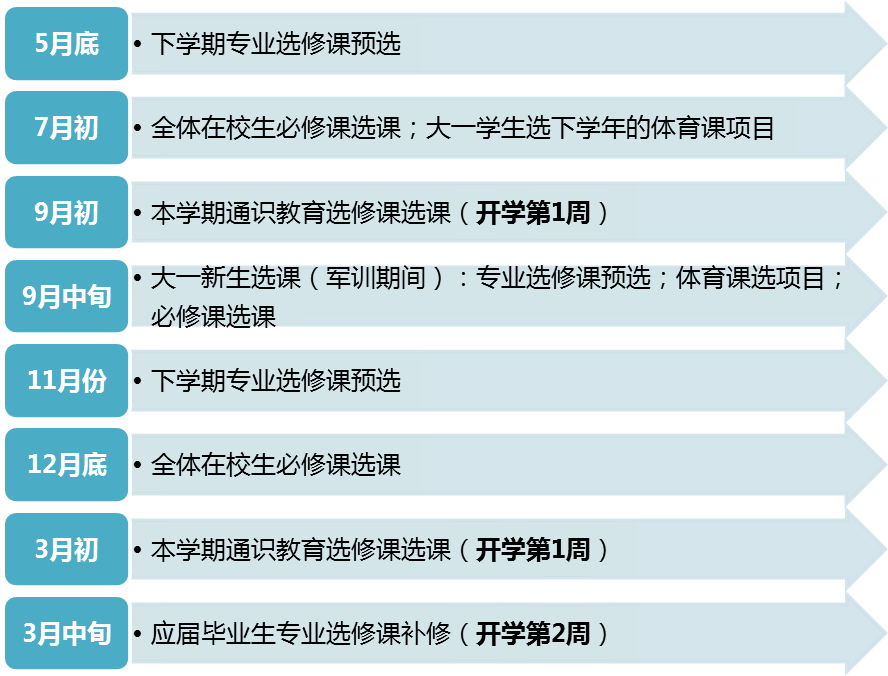 5月底
• 下学期专业选修课预选
7月初
• 全体在校生必修课选课；大一学生选下学年的体育课项目
9月初
• 本学期通识教育选修课选课（开学第1周）
9月中旬
• 大一新生选课（军训期间）：专业选修课预选；体育课选项目；
必修课选课
11月份
• 下学期专业选修课预选
12月底
• 全体在校生必修课选课
3月初
• 本学期通识教育选修课选课（开学第1周）
3月中旬
• 应届毕业生专业选修课补修（开学第2周）